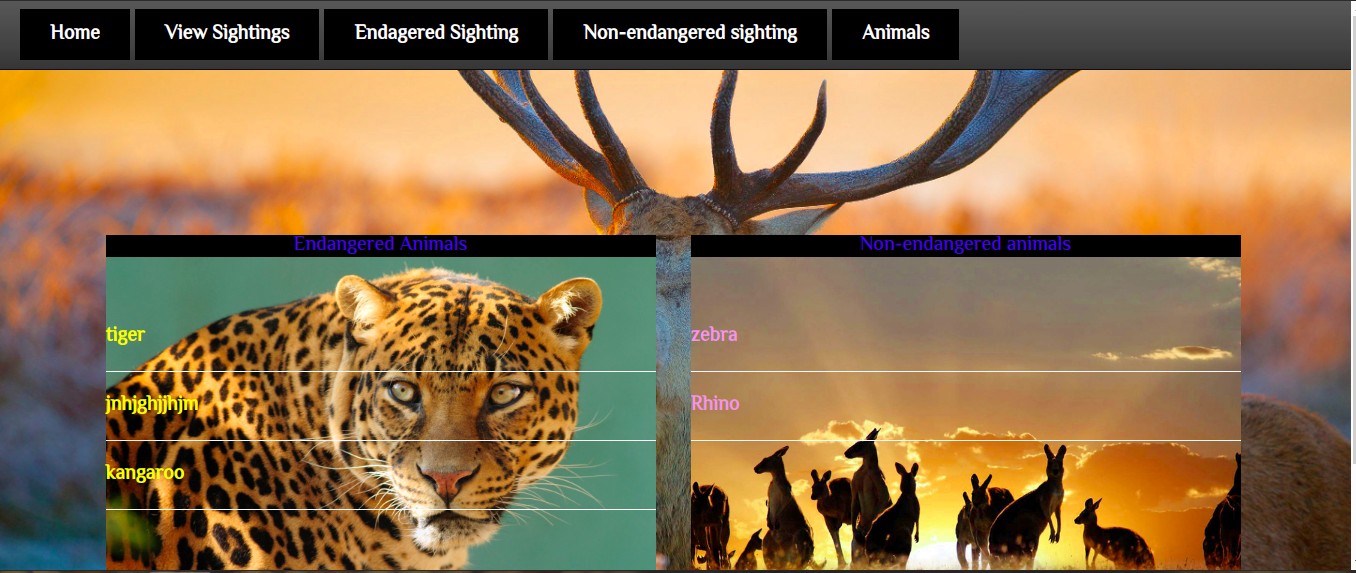 Home View Sightings Endagered Sighting Non-endangered sighting Animals
Endangered Animals
tiger
jnhjghjjhjm
kangaroo
Non-endangered animals
zebra
Rhino